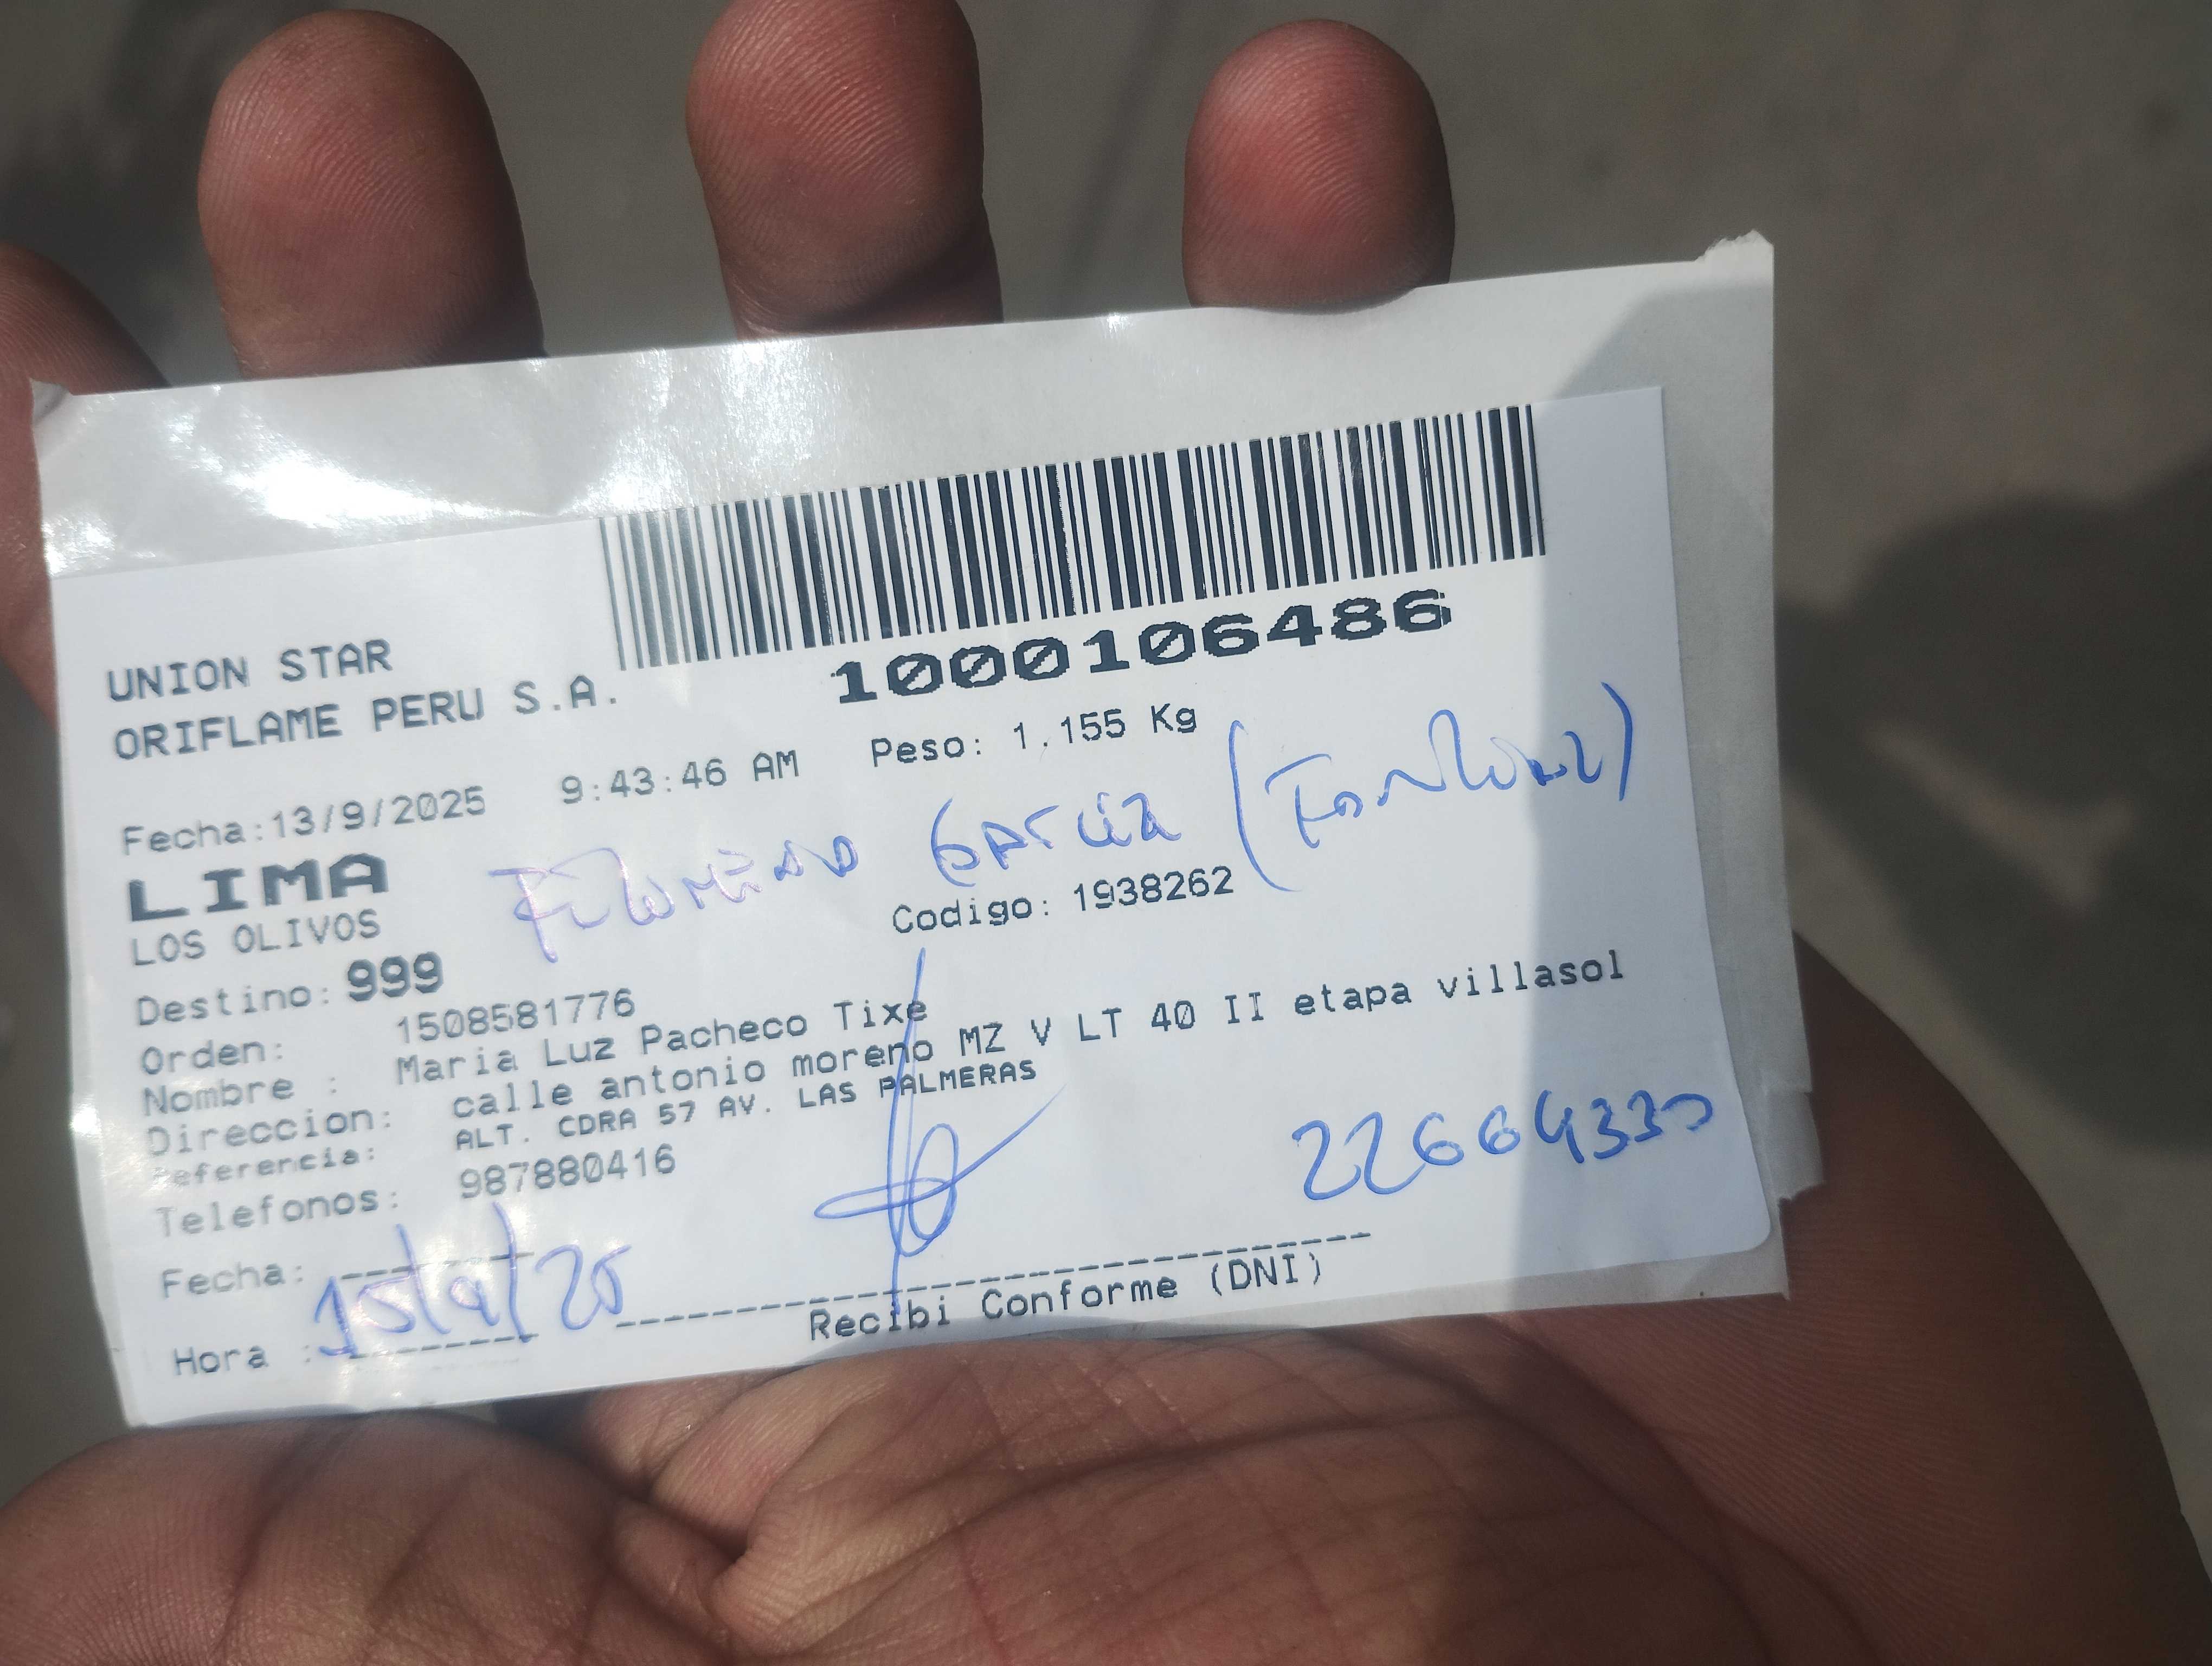 1000106486
UNION STAR
ORIFLAME PERU S.A.
Fecha:13/9/2025 9:43:46 AM Peso: 1.155 Kg
LIMA
García
LOS OLIVOS
Codigo: 1938262
Destino: 999
Orden: 1508581776
Nombre : Maria Luz Pacheco Tixe
Direccion: calle antonio moreno MZ V LT 40 II etapa villasol
Referencia: ALT. CDRA 57 AV. LAS PALMERAS
Telefonos: 987880416
22664330
Fecha: 15/9/25
Hora :
Recibi Conforme (DNI)